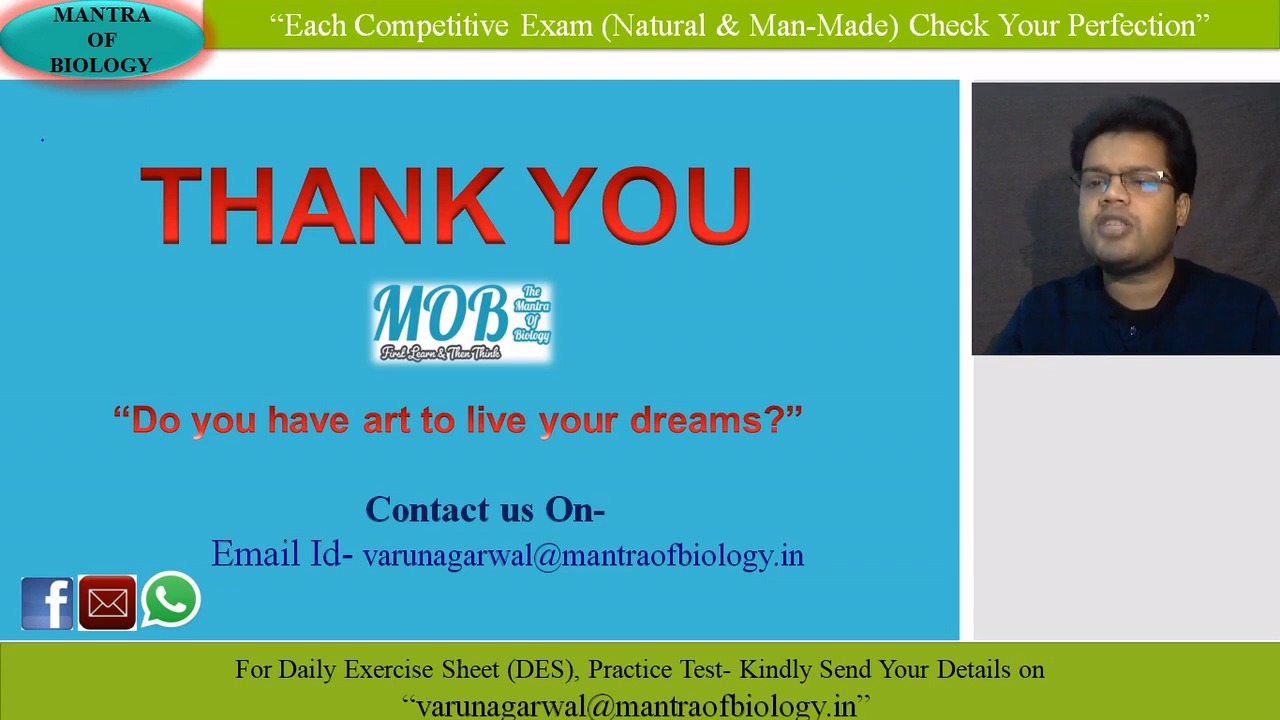 MANTRA
OF
BIOLOGY
“Each Competitive Exam (Natural & Man-Made) Check Your Perfection”
THANK YOU
MOB
The
Mantra
Of
Biology
First Learn & Then Think
“Do you have art to live your dreams?”
Contact us On-
Email Id- varunagarwal@mantraofbiology.in
f
For Daily Exercise Sheet (DES), Practice Test- Kindly Send Your Details on
“varunagarwal@mantraofbiology.in”